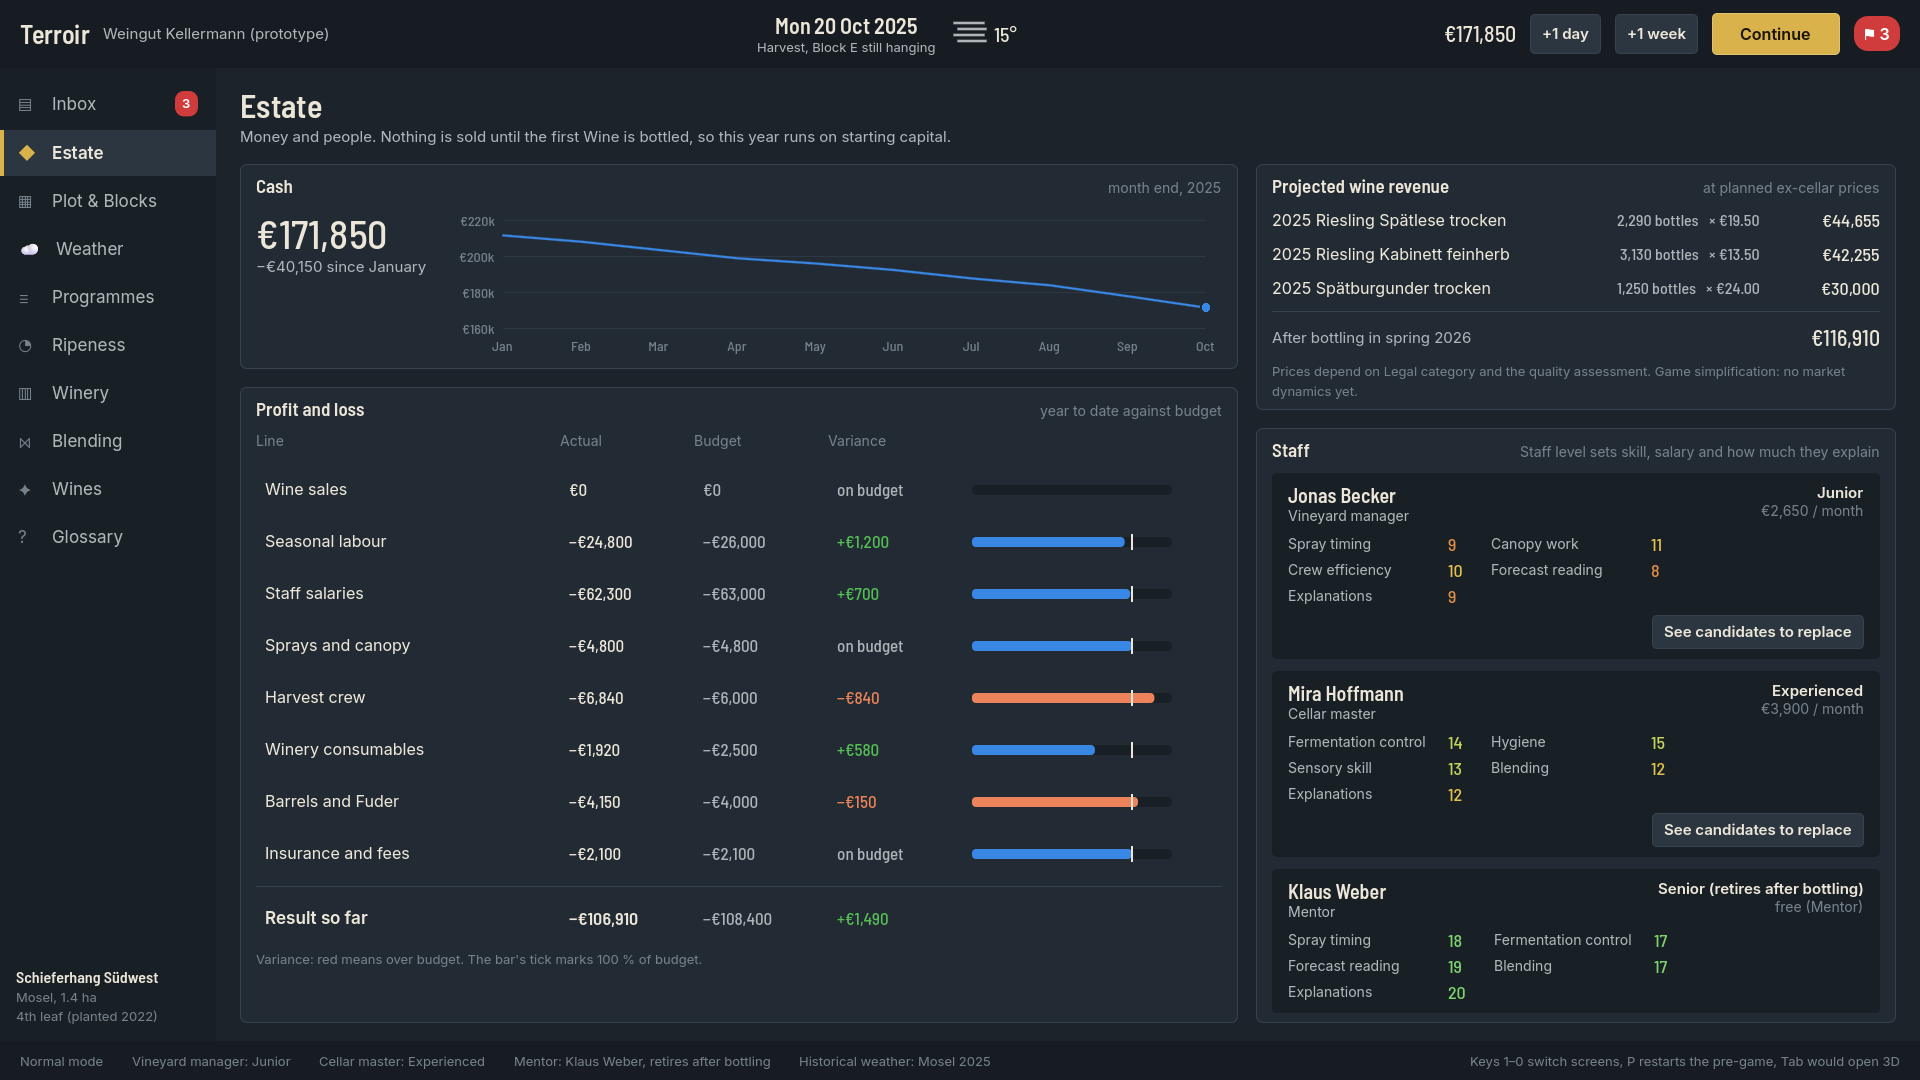 Terroir
Weingut Kellermann (prototype)
Mon 20 Oct 2025
Harvest, Block E still hanging
15°
€171,850
+1 day
+1 week
Continue
3
Inbox
3
Estate
Plot & Blocks
Weather
Programmes
Ripeness
Winery
Blending
Wines
? Glossary
Schieferhang Südwest
Mosel, 1.4 ha
4th leaf (planted 2022)
Estate
Money and people. Nothing is sold until the first Wine is bottled, so this year runs on starting capital.
Cash
month end, 2025
€171,850
−€40,150 since January
€220k
€200k
€180k
€160k
Jan Feb Mar Apr May Jun Jul Aug Sep Oct
Profit and loss
year to date against budget
Line Actual Budget Variance
Wine sales €0 €0 on budget
Seasonal labour −€24,800 −€26,000 +€1,200
Staff salaries −€62,300 −€63,000 +€700
Sprays and canopy −€4,800 −€4,800 on budget
Harvest crew −€6,840 −€6,000 −€840
Winery consumables −€1,920 −€2,500 +€580
Barrels and Fuder −€4,150 −€4,000 −€150
Insurance and fees −€2,100 −€2,100 on budget
Result so far −€106,910 −€108,400 +€1,490
Variance: red means over budget. The bar's tick marks 100 % of budget.
Projected wine revenue
at planned ex-cellar prices
2025 Riesling Spätlese trocken 2,290 bottles × €19.50 €44,655
2025 Riesling Kabinett feinherb 3,130 bottles × €13.50 €42,255
2025 Spätburgunder trocken 1,250 bottles × €24.00 €30,000
After bottling in spring 2026 €116,910
Prices depend on Legal category and the quality assessment. Game simplification: no market
dynamics yet.
Staff
Staff level sets skill, salary and how much they explain
Jonas Becker
Junior
Vineyard manager
€2,650 / month
Spray timing 9 Canopy work 11
Crew efficiency 10 Forecast reading 8
Explanations 9
See candidates to replace
Mira Hoffmann
Experienced
Cellar master
€3,900 / month
Fermentation control 14 Hygiene 15
Sensory skill 13 Blending 12
Explanations 12
See candidates to replace
Klaus Weber
Senior (retires after bottling)
Mentor
free (Mentor)
Spray timing 18 Fermentation control 17
Forecast reading 19 Blending 17
Explanations 20
Normal mode
Vineyard manager: Junior
Cellar master: Experienced
Mentor: Klaus Weber, retires after bottling
Historical weather: Mosel 2025
Keys 1–0 switch screens, P restarts the pre-game, Tab would open 3D